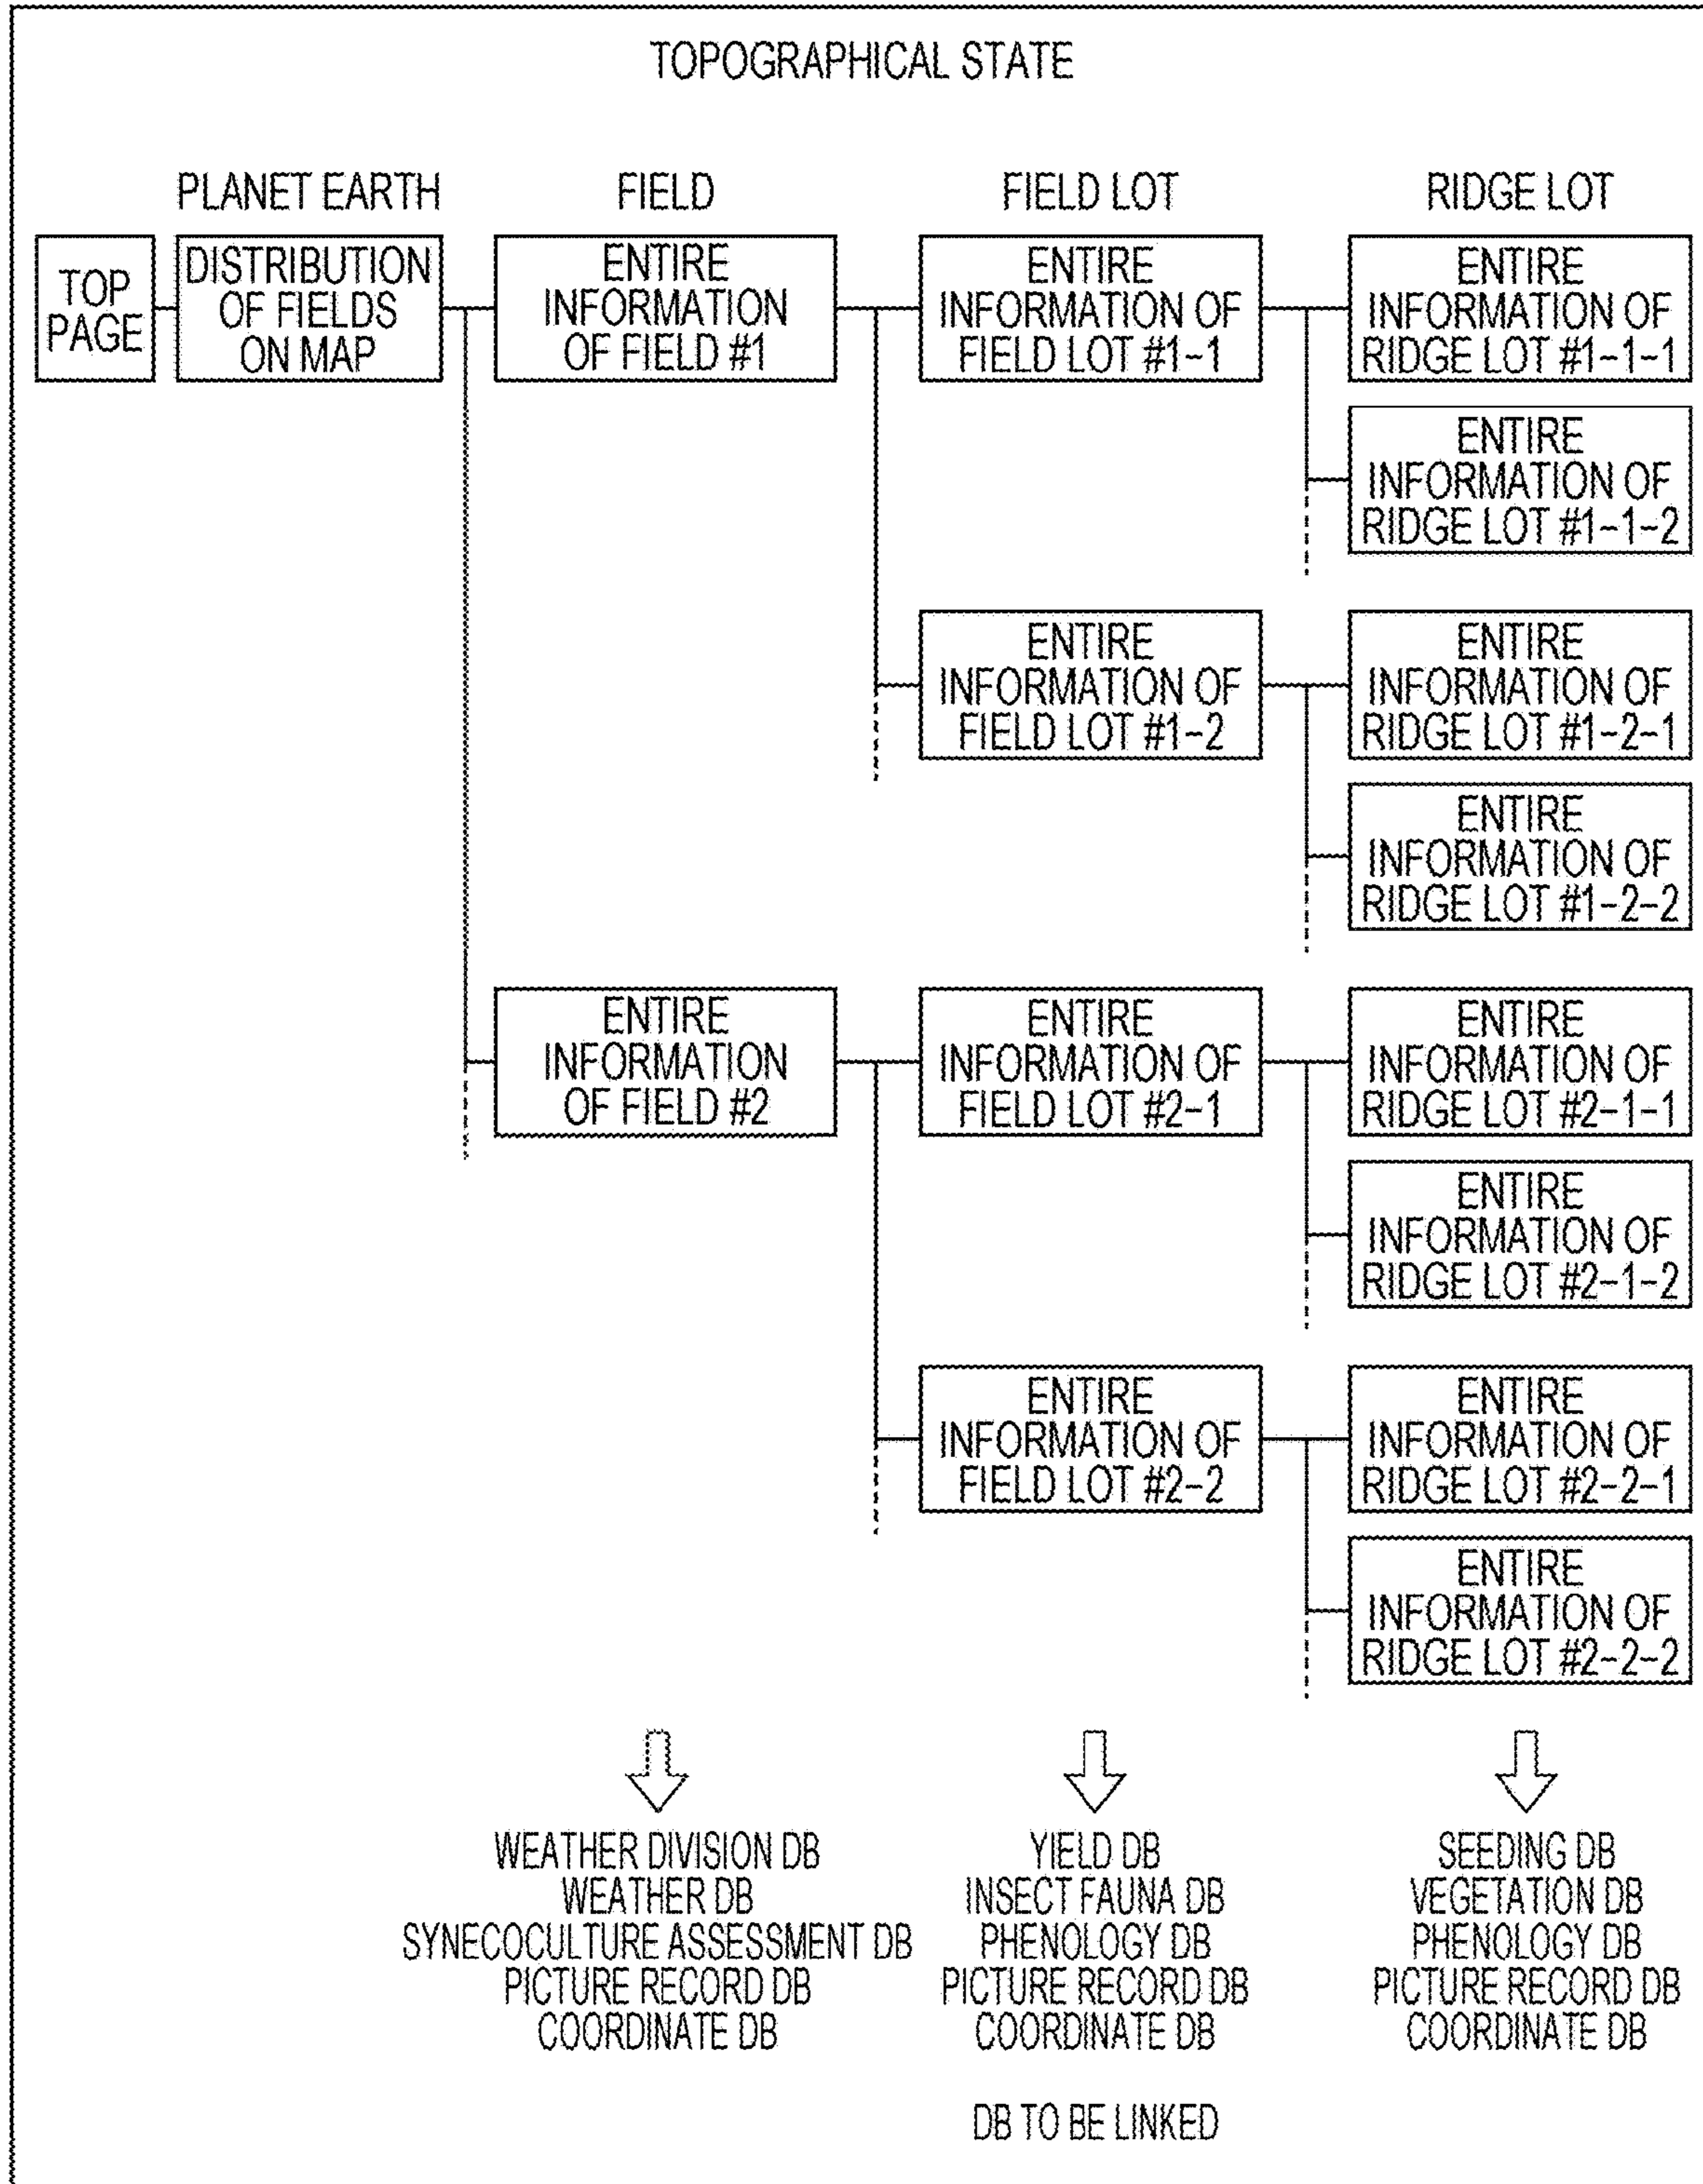 TOPOGRAPHICAL STATE
PLANET EARTH
FIELD
FIELD LOT
RIDGE LOT
TOP
PAGE
DISTRIBUTION
OF FIELDS
ON MAP
ENTIRE
INFORMATION
OF FIELD #1
ENTIRE
INFORMATION OF
FIELD LOT #1-1
ENTIRE
INFORMATION OF
RIDGE LOT #1-1-1
ENTIRE
INFORMATION OF
RIDGE LOT #1-1-2
ENTIRE
INFORMATION OF
FIELD LOT #1-2
ENTIRE
INFORMATION OF
RIDGE LOT #1-2-1
ENTIRE
INFORMATION OF
RIDGE LOT #1-2-2
ENTIRE
INFORMATION
OF FIELD #2
ENTIRE
INFORMATION OF
FIELD LOT #2-1
ENTIRE
INFORMATION OF
RIDGE LOT #2-1-1
ENTIRE
INFORMATION OF
RIDGE LOT #2-1-2
ENTIRE
INFORMATION OF
FIELD LOT #2-2
ENTIRE
INFORMATION OF
RIDGE LOT #2-2-1
ENTIRE
INFORMATION OF
RIDGE LOT #2-2-2
WEATHER DIVISION DB
WEATHER DB
SYNECOCULTURE ASSESSMENT DB
PICTURE RECORD DB
COORDINATE DB
YIELD DB
INSECT FAUNA DB
PHENOLOGY DB
PICTURE RECORD DB
COORDINATE DB
SEEDING DB
VEGETATION DB
PHENOLOGY DB
PICTURE RECORD DB
COORDINATE DB
DB TO BE LINKED